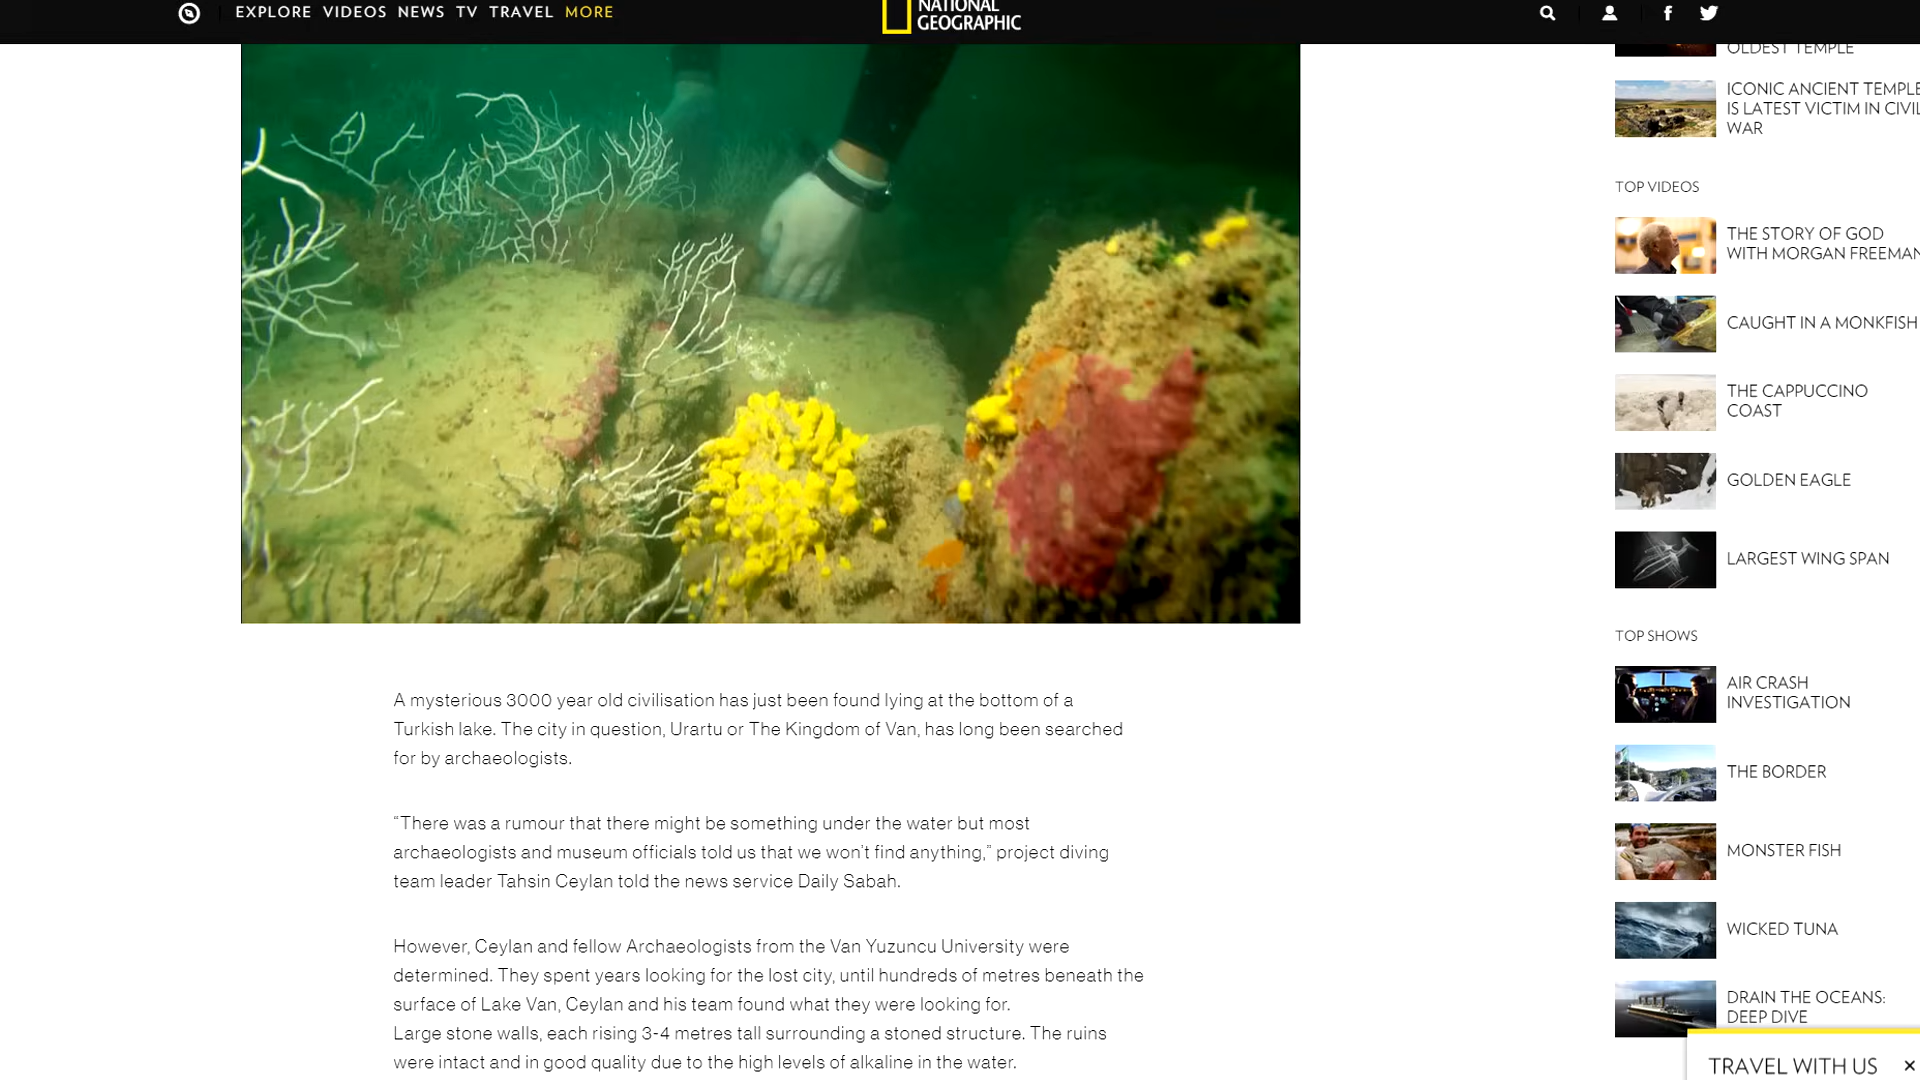 EXPLORE VIDEOS NEWS TV TRAVEL MORE
NATIONAL
GEOGRAPHIC
OLDEST TEMPLE
ICONIC ANCIENT TEMPLE
IS LATEST VICTIM IN CIVIL
WAR
TOP VIDEOS
THE STORY OF GOD
WITH MORGAN FREEMAN
CAUGHT IN A MONKFISH
THE CAPPUCCINO
COAST
GOLDEN EAGLE
LARGEST WING SPAN
TOP SHOWS
AIR CRASH
INVESTIGATION
THE BORDER
MONSTER FISH
WICKED TUNA
DRAIN THE OCEANS:
DEEP DIVE
TRAVEL WITH US
A mysterious 3000 year old civilisation has just been found lying at the bottom of a
Turkish lake. The city in question, Urartu or The Kingdom of Van, has long been searched
for by archaeologists.
“There was a rumour that there might be something under the water but most
archaeologists and museum officials told us that we won’t find anything,” project diving
team leader Tahsin Ceylan told the news service Daily Sabah.
However, Ceylan and fellow Archaeologists from the Van Yuzuncu University were
determined. They spent years looking for the lost city, until hundreds of metres beneath the
surface of Lake Van, Ceylan and his team found what they were looking for.
Large stone walls, each rising 3-4 metres tall surrounding a stoned structure. The ruins
were intact and in good quality due to the high levels of alkaline in the water.